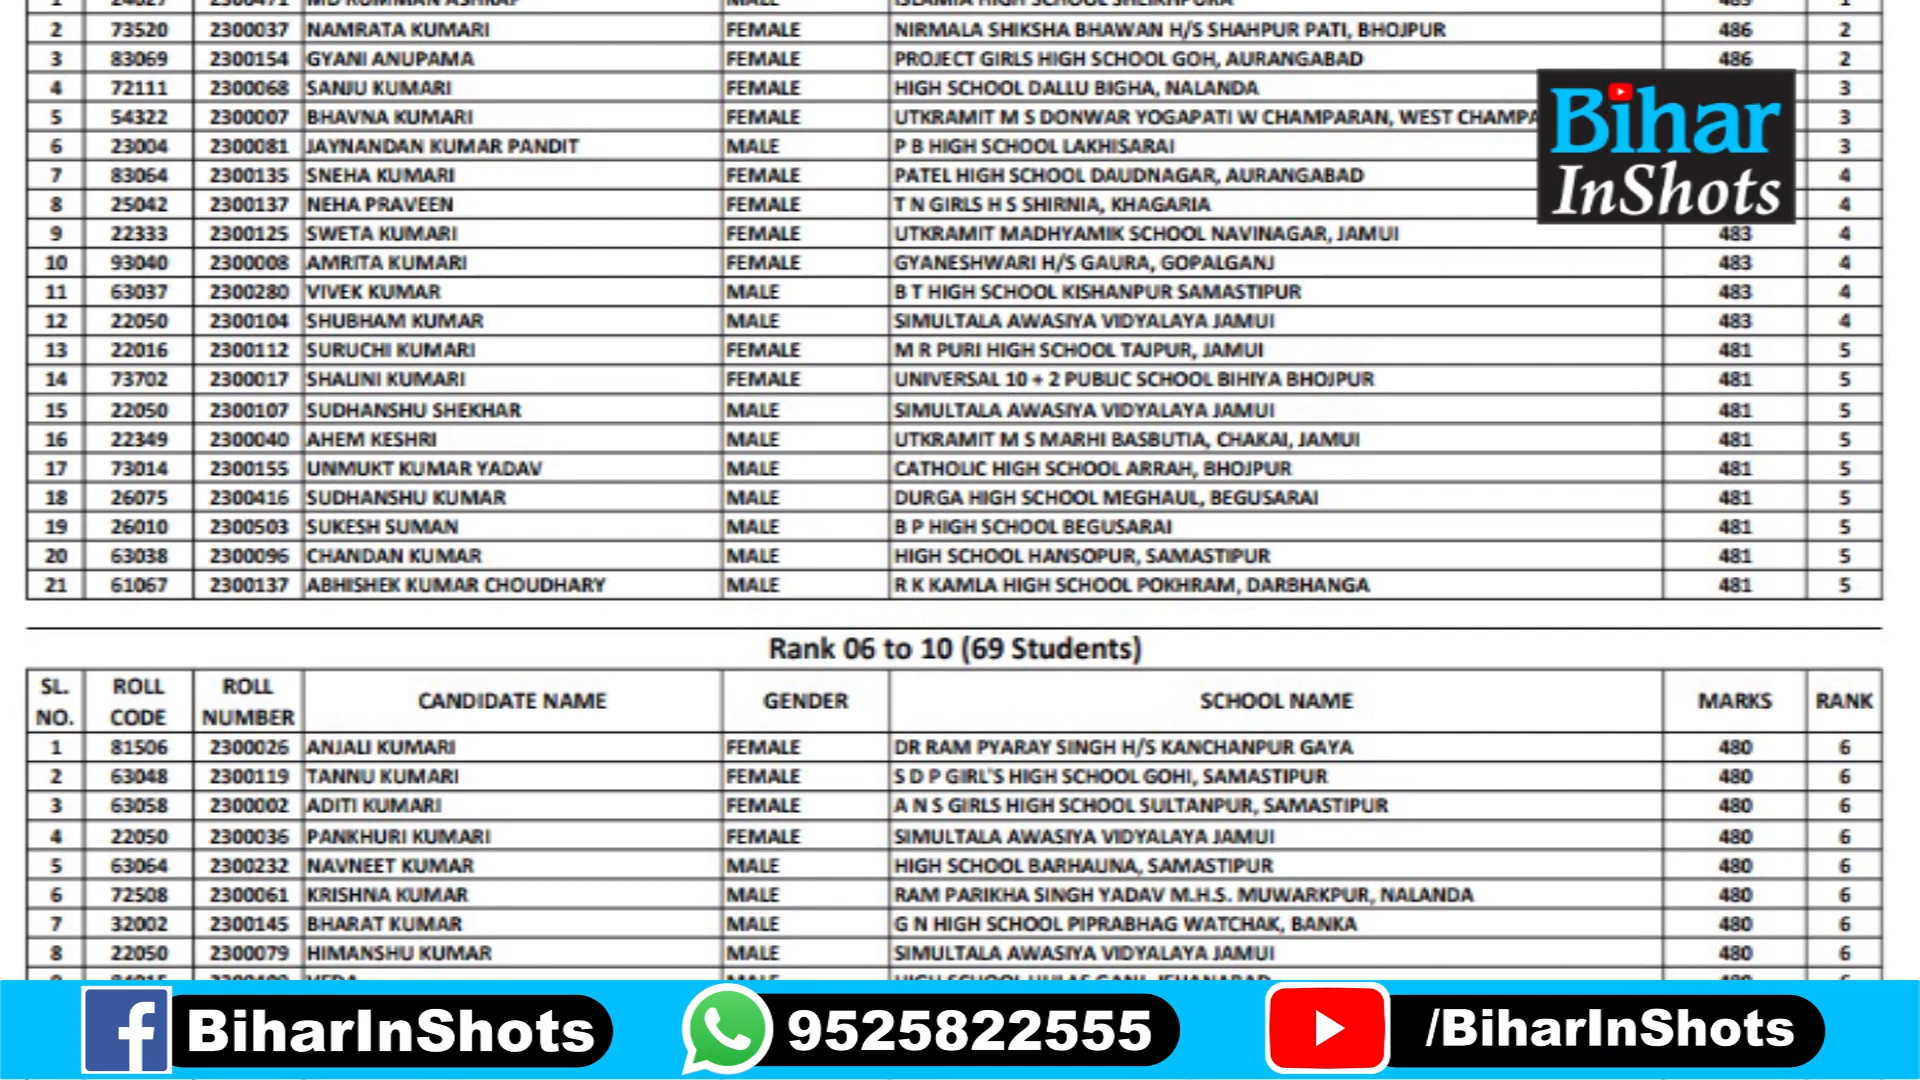 1 24027 2300471 MD RUMMAN ASHRAF MALE ISLAMIA HIGH SCHOOL SHEIKHPURA 489 1
2 73520 2300037 NAMRATA KUMARI FEMALE NIRMALA SHIKSHA BHAWAN H/S SHAHPUR PATI, BHOJPUR 486 2
3 83069 2300154 GYANI ANUPAMA FEMALE PROJECT GIRLS HIGH SCHOOL GOH, AURANGABAD 486 2
4 72111 2300068 SANJU KUMARI FEMALE HIGH SCHOOL DALLU BIGHA, NALANDA 3
5 54322 2300007 BHAVNA KUMARI FEMALE UTKRAMIT M S DONWAR YOGAPATI W CHAMPARAN, WEST CHAMPA 3
6 23004 2300081 JAYNANDAN KUMAR PANDIT MALE P B HIGH SCHOOL LAKHISARAI 3
7 83064 2300135 SNEHA KUMARI FEMALE PATEL HIGH SCHOOL DAUDNAGAR, AURANGABAD 4
8 25042 2300137 NEHA PRAVEEN FEMALE T N GIRLS H S SHIRNIA, KHAGARIA 4
Bihar
InShots
9 22333 2300125 SWETA KUMARI FEMALE UTKRAMIT MADHYAMIK SCHOOL NAVINAGAR, JAMUI 483 4
10 93040 2300008 AMRITA KUMARI FEMALE GYANESHWARI H/S GAURA, GOPALGANJ 483 4
11 63037 2300280 VIVEK KUMAR MALE B T HIGH SCHOOL KISHANPUR SAMASTIPUR 483 4
12 22050 2300104 SHUBHAM KUMAR MALE SIMULTALA AWASIYA VIDYALAYA JAMUI 483 4
13 22016 2300112 SURUCHI KUMARI FEMALE M R PURI HIGH SCHOOL TAJPUR, JAMUI 481 5
14 73702 2300017 SHALINI KUMARI FEMALE UNIVERSAL 10 + 2 PUBLIC SCHOOL BIHIYA BHOJPUR 481 5
15 22050 2300107 SUDHANSHU SHEKHAR MALE SIMULTALA AWASIYA VIDYALAYA JAMUI 481 5
16 22349 2300040 AHEM KESHRI MALE UTKRAMIT M S MARHI BASBUTIA, CHAKAI, JAMUI 481 5
17 73014 2300155 UNMUKT KUMAR YADAV MALE CATHOLIC HIGH SCHOOL ARRAH, BHOJPUR 481 5
18 26075 2300416 SUDHANSHU KUMAR MALE DURGA HIGH SCHOOL MEGHAUL, BEGUSARAI 481 5
19 26010 2300503 SUKESH SUMAN MALE B P HIGH SCHOOL BEGUSARAI 481 5
20 63038 2300096 CHANDAN KUMAR MALE HIGH SCHOOL HANSOPUR, SAMASTIPUR 481 5
21 61067 2300137 ABHISHEK KUMAR CHOUDHARY MALE R K KAMLA HIGH SCHOOL POKHRAM, DARBHANGA 481 5
Rank 06 to 10 (69 Students)
SL. NO. ROLL CODE ROLL NUMBER CANDIDATE NAME GENDER SCHOOL NAME MARKS RANK
1 81506 2300026 ANJALI KUMARI FEMALE DR RAM PYARAY SINGH H/S KANCHANPUR GAYA 480 6
2 63048 2300119 TANNU KUMARI FEMALE S D P GIRL'S HIGH SCHOOL GOHI, SAMASTIPUR 480 6
3 63058 2300002 ADITI KUMARI FEMALE A N S GIRLS HIGH SCHOOL SULTANPUR, SAMASTIPUR 480 6
4 22050 2300036 PANKHURI KUMARI FEMALE SIMULTALA AWASIYA VIDYALAYA JAMUI 480 6
5 63064 2300232 NAVNEET KUMAR MALE HIGH SCHOOL BARHAUNA, SAMASTIPUR 480 6
6 72508 2300061 KRISHNA KUMAR MALE RAM PARIKHA SINGH YADAV M.H.S. MUWARKPUR, NALANDA 480 6
7 32002 2300145 BHARAT KUMAR MALE G N HIGH SCHOOL PIPRABHAG WATCHAK, BANKA 480 6
8 22050 2300079 HIMANSHU KUMAR MALE SIMULTALA AWASIYA VIDYALAYA JAMUI 480 6
BiharInShots 9525822555 /BiharInShots